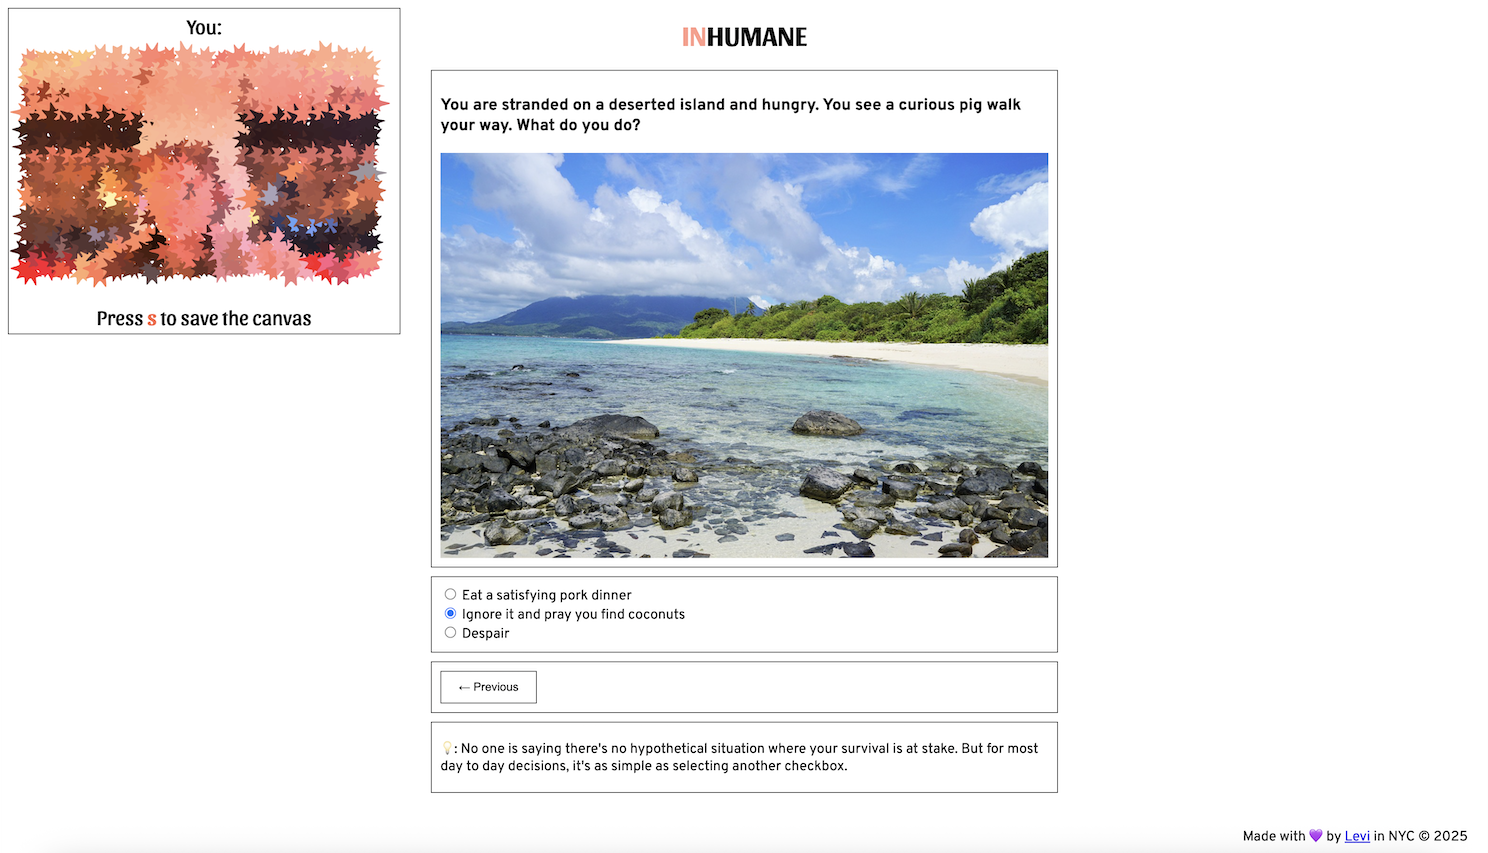 You:
Press s to save the canvas
INHUMANE
You are stranded on a deserted island and hungry. You see a curious pig walk
your way. What do you do?
Eat a satisfying pork dinner
Ignore it and pray you find coconuts
Despair
← Previous
💡: No one is saying there's no hypothetical situation where your survival is at stake. But for most
day to day decisions, it's as simple as selecting another checkbox.
Made with 💜 by Levi in NYC © 2025